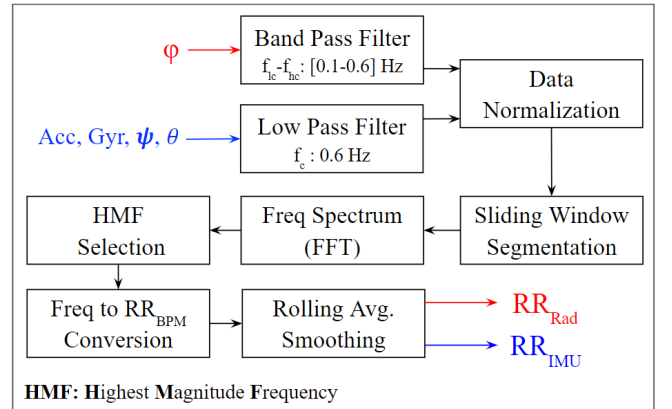 φ
Band Pass Filter
f_lc-f_hc: [0.1-0.6] Hz
Data
Normalization
Acc, Gyr, ψ, θ
Low Pass Filter
f_c : 0.6 Hz
HMF
Selection
Freq Spectrum
(FFT)
Sliding Window
Segmentation
Freq to RR_BPM
Conversion
Rolling Avg.
Smoothing
RR_Rad
RR_IMU
HMF: Highest Magnitude Frequency